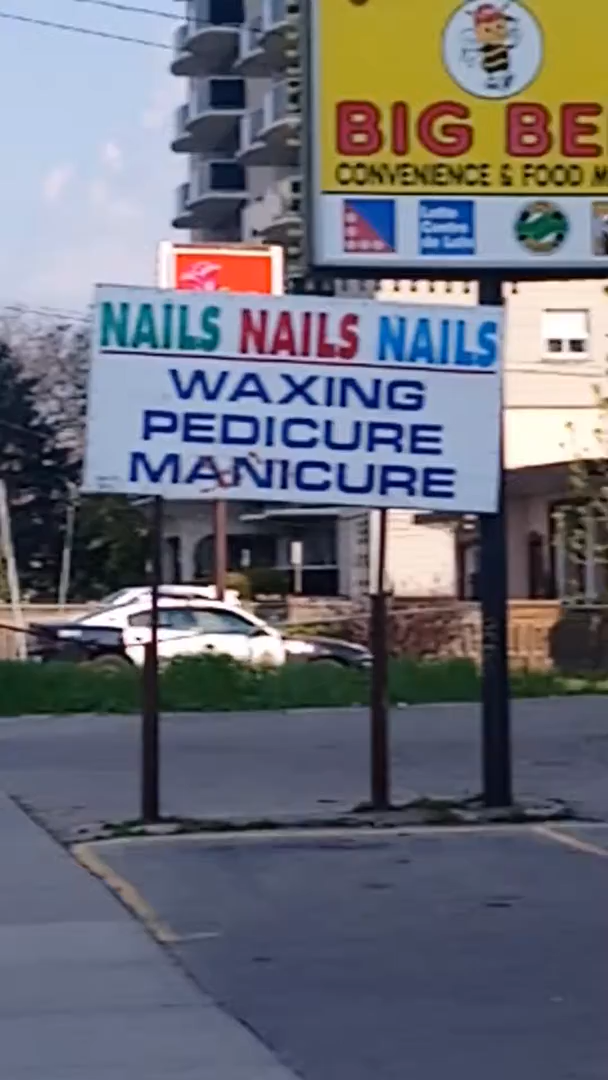 BIG BE
CONVENIENCE & FOOD M
Lotto
Centre
de Loto
NAILS NAILS NAILS
WAXING
PEDICURE
MANICURE